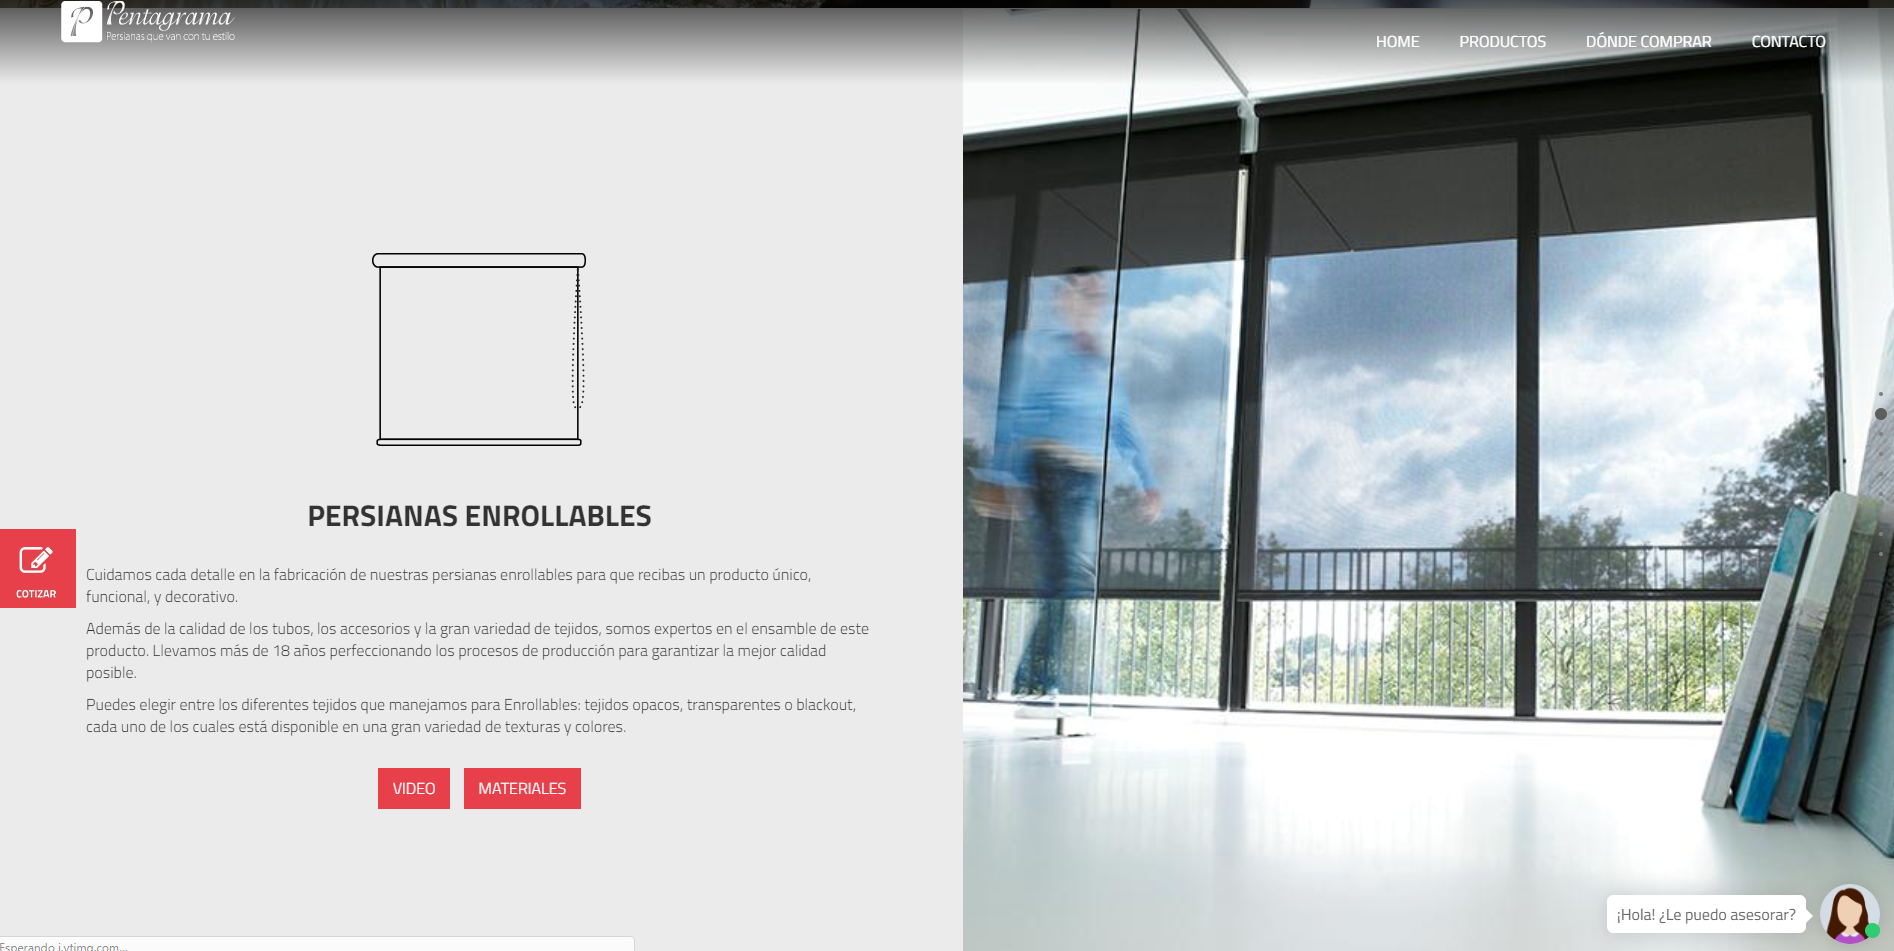 Pentagrama
Persianas que van con tu estilo
HOME PRODUCTOS DÓNDE COMPRAR CONTACTO
PERSIANAS ENROLLABLES
COTIZAR
Cuidamos cada detalle en la fabricación de nuestras persianas enrollables para que recibas un producto único,
funcional, y decorativo.
Además de la calidad de los tubos, los accesorios y la gran variedad de tejidos, somos expertos en el ensamble de este
producto. Llevamos más de 18 años perfeccionando los procesos de producción para garantizar la mejor calidad
posible.
Puedes elegir entre los diferentes tejidos que manejamos para Enrollables: tejidos opacos, transparentes o blackout,
cada uno de los cuales está disponible en una gran variedad de texturas y colores.
VIDEO MATERIALES
¡Hola! ¿Le puedo asesorar?
Esperando i.ytimg.com...